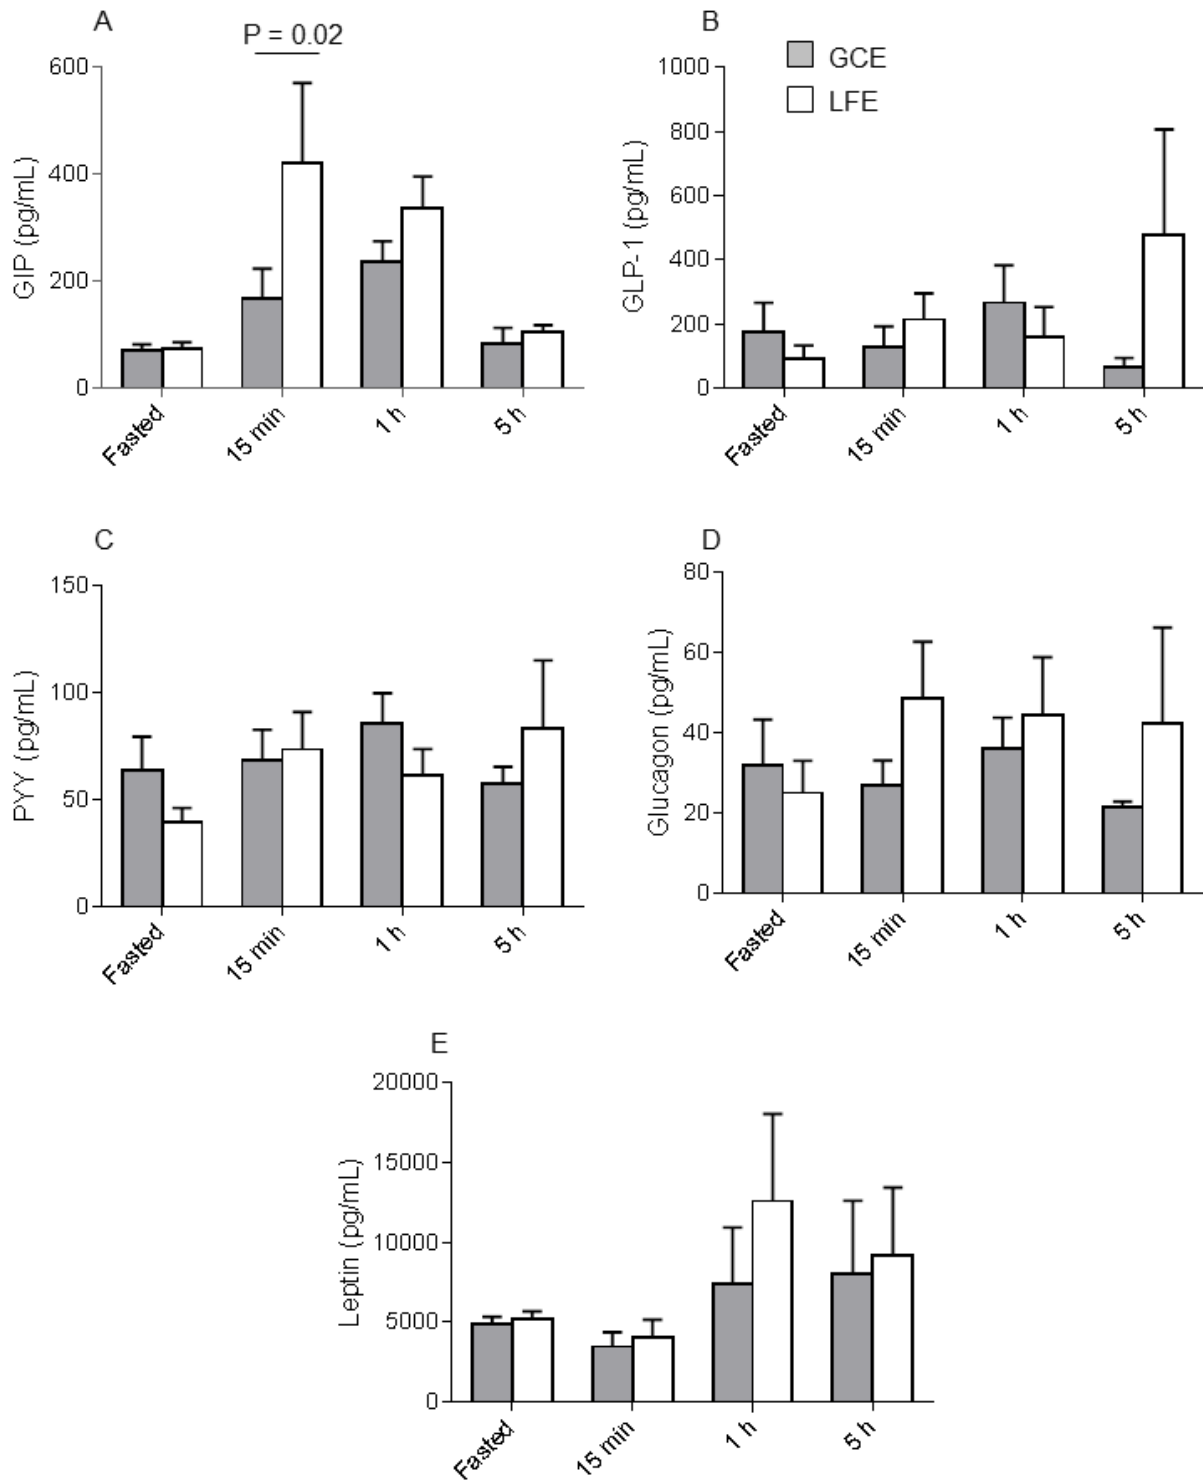 A
P = 0.02
600
400
200
0
GIP (pg/mL)
Fasted
15 min
1 h
5 h
B
GCE
LFE
1000
800
600
400
200
0
GLP-1 (pg/mL)
Fasted
15 min
1 h
5 h
C
150
100
50
0
PYY (pg/mL)
Fasted
15 min
1 h
5 h
D
80
60
40
20
0
Glucagon (pg/mL)
Fasted
15 min
1 h
5 h
E
20000
15000
10000
5000
0
Leptin (pg/mL)
Fasted
15 min
1 h
5 h